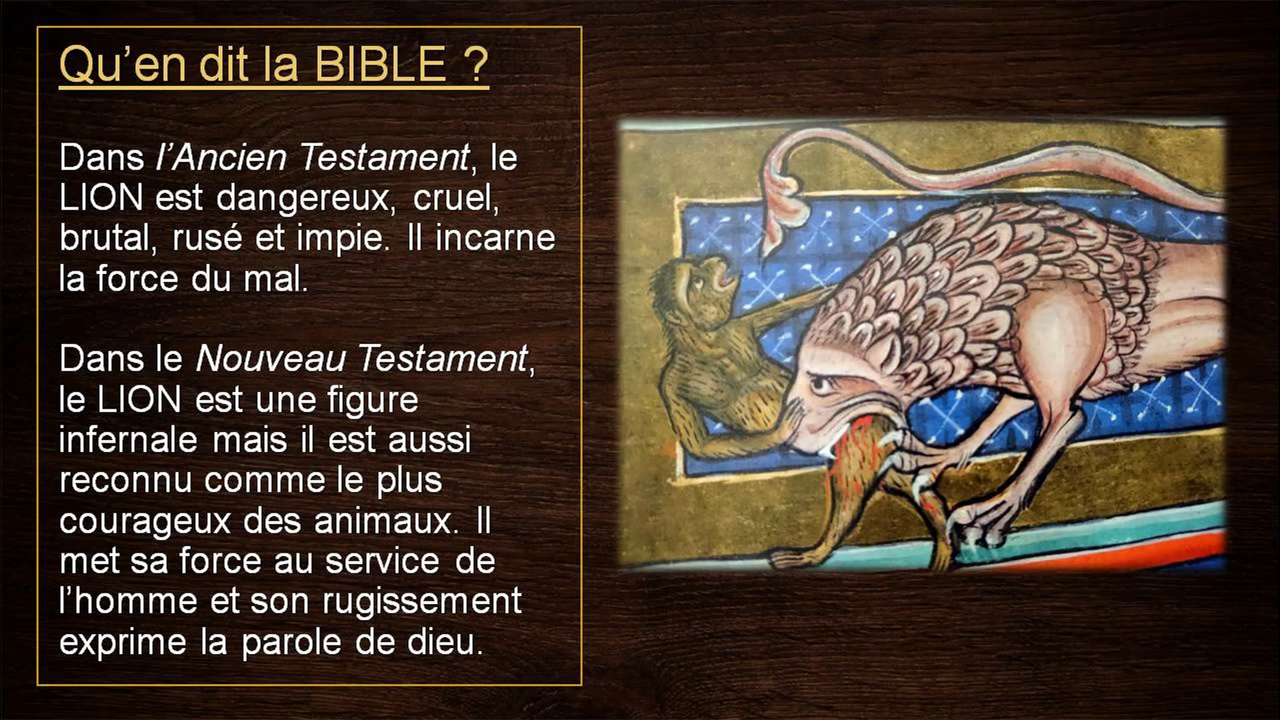 Qu’en dit la BIBLE ?
Dans l’Ancien Testament, le
LION est dangereux, cruel,
brutal, rusé et impie. Il incarne
la force du mal.
Dans le Nouveau Testament,
le LION est une figure
infernale mais il est aussi
reconnu comme le plus
courageux des animaux. Il
met sa force au service de
l’homme et son rugissement
exprime la parole de dieu.